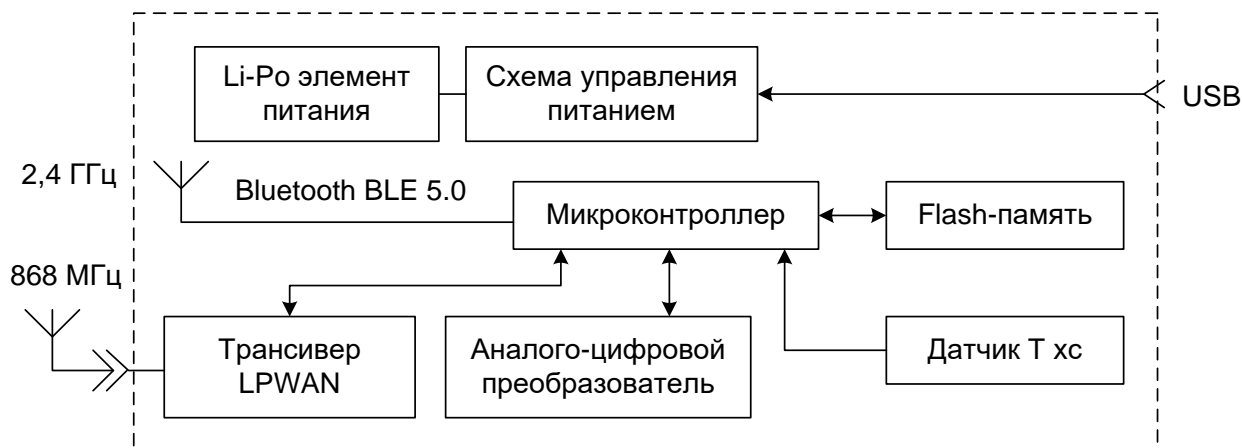 Li-Po элемент
питания
Схема управления
питанием
USB
2,4 ГГц
Bluetooth BLE 5.0
Микроконтроллер
Flash-память
868 МГц
Трансивер
LPWAN
Аналого-цифровой
преобразователь
Датчик Т хс